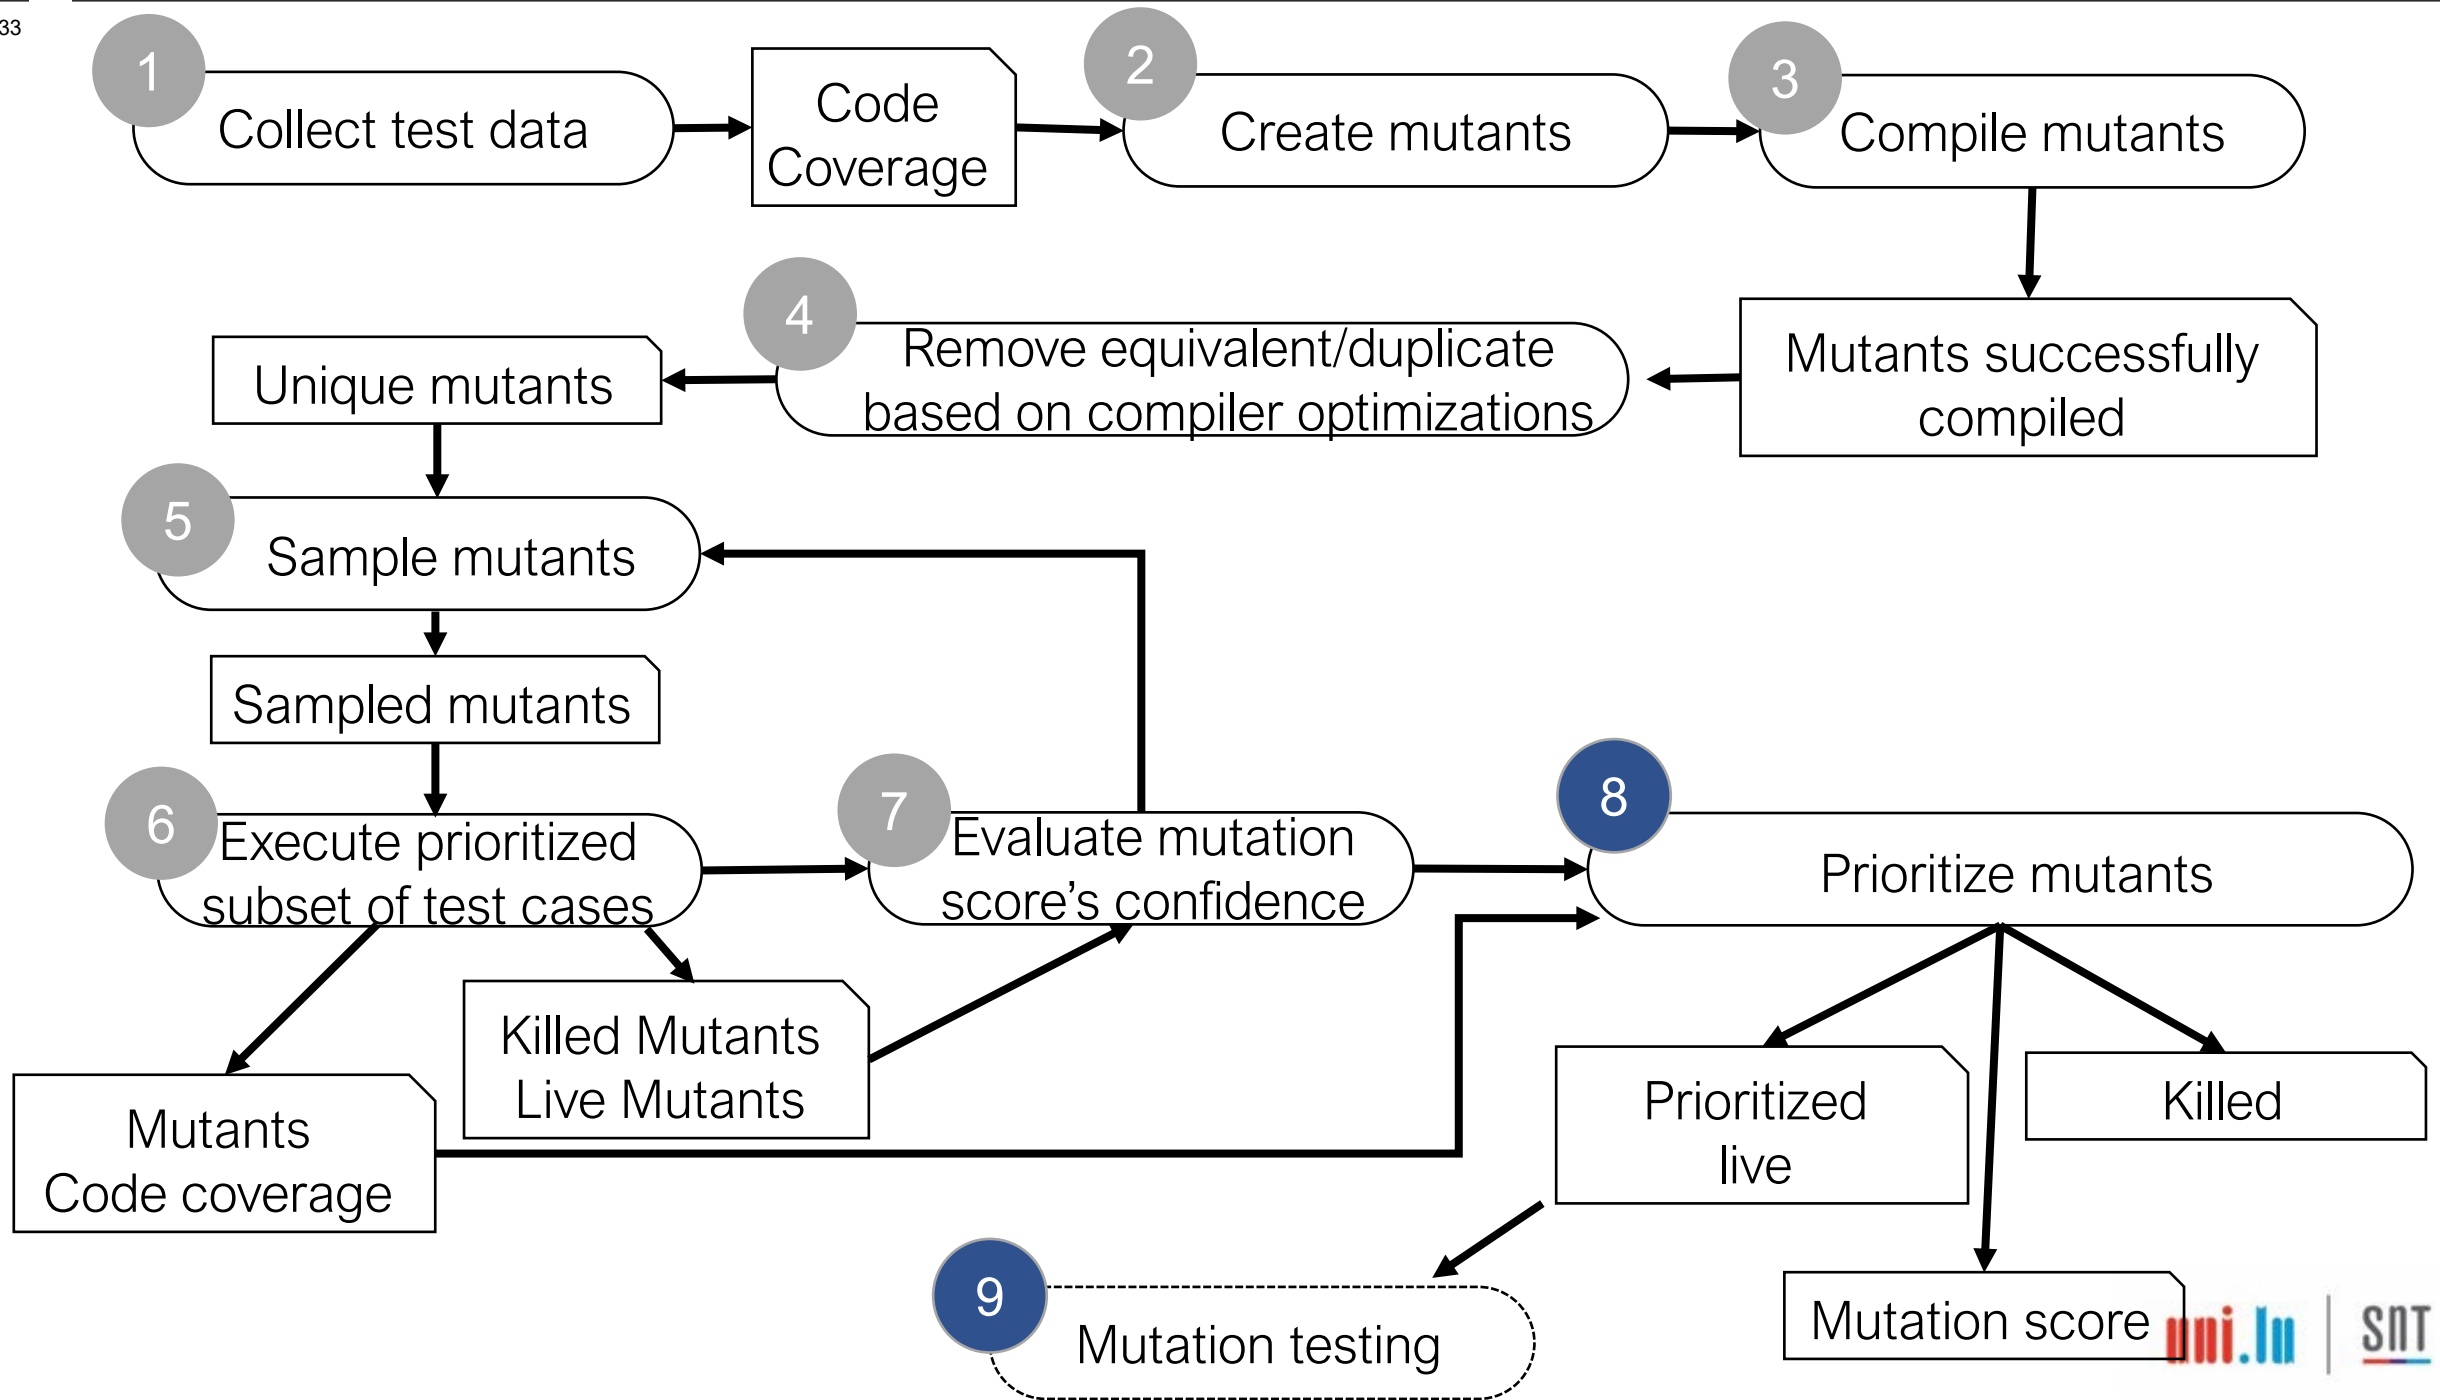 33
1
Collect test data
Code
Coverage
2
Create mutants
3
Compile mutants
4
Remove equivalent/duplicate
based on compiler optimizations
Mutants successfully
compiled
Unique mutants
5
Sample mutants
Sampled mutants
6
Execute prioritized
subset of test cases
7
Evaluate mutation
score's confidence
8
Prioritize mutants
Killed Mutants
Live Mutants
Mutants
Code coverage
Prioritized
live
Killed
9
Mutation testing
Mutation score
uni.lu
SNT